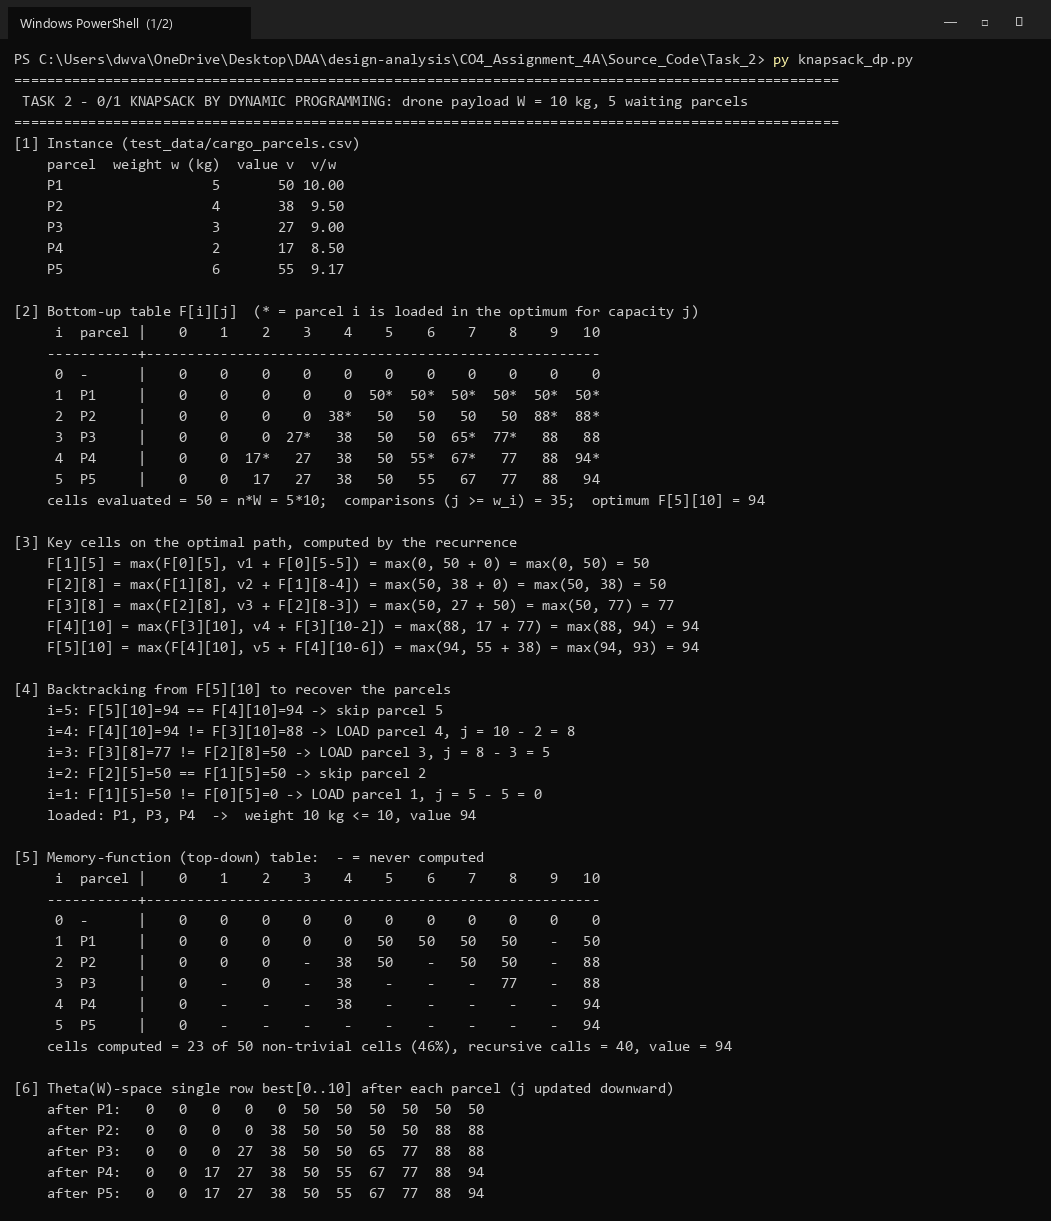 Windows PowerShell (1/2)
PS C:\Users\dwva\OneDrive\Desktop\DAA\design-analysis\CO4_Assignment_4A\Source_Code\Task_2> py knapsack_dp.py
====================================================================================================
 TASK 2 - 0/1 KNAPSACK BY DYNAMIC PROGRAMMING: drone payload W = 10 kg, 5 waiting parcels
====================================================================================================
[1] Instance (test_data/cargo_parcels.csv)
    parcel  weight w (kg)  value v  v/w
    P1                  5       50 10.00
    P2                  4       38  9.50
    P3                  3       27  9.00
    P4                  2       17  8.50
    P5                  6       55  9.17

[2] Bottom-up table F[i][j]  (* = parcel i is loaded in the optimum for capacity j)
     i  parcel |    0    1    2    3    4    5    6    7    8    9   10
    -----------+-------------------------------------------------------
     0  -      |    0    0    0    0    0    0    0    0    0    0    0
     1  P1     |    0    0    0    0    0  50*  50*  50*  50*  50*  50*
     2  P2     |    0    0    0    0  38*   50   50   50   50  88*  88*
     3  P3     |    0    0    0  27*   38   50   50  65*  77*   88   88
     4  P4     |    0    0  17*   27   38   50  55*  67*   77   88  94*
     5  P5     |    0    0   17   27   38   50   55   67   77   88   94
    cells evaluated = 50 = n*W = 5*10;  comparisons (j >= w_i) = 35;  optimum F[5][10] = 94

[3] Key cells on the optimal path, computed by the recurrence
    F[1][5] = max(F[0][5], v1 + F[0][5-5]) = max(0, 50 + 0) = max(0, 50) = 50
    F[2][8] = max(F[1][8], v2 + F[1][8-4]) = max(50, 38 + 0) = max(50, 38) = 50
    F[3][8] = max(F[2][8], v3 + F[2][8-3]) = max(50, 27 + 50) = max(50, 77) = 77
    F[4][10] = max(F[3][10], v4 + F[3][10-2]) = max(88, 17 + 77) = max(88, 94) = 94
    F[5][10] = max(F[4][10], v5 + F[4][10-6]) = max(94, 55 + 38) = max(94, 93) = 94

[4] Backtracking from F[5][10] to recover the parcels
    i=5: F[5][10]=94 == F[4][10]=94 -> skip parcel 5
    i=4: F[4][10]=94 != F[3][10]=88 -> LOAD parcel 4, j = 10 - 2 = 8
    i=3: F[3][8]=77 != F[2][8]=50 -> LOAD parcel 3, j = 8 - 3 = 5
    i=2: F[2][5]=50 == F[1][5]=50 -> skip parcel 2
    i=1: F[1][5]=50 != F[0][5]=0 -> LOAD parcel 1, j = 5 - 5 = 0
    loaded: P1, P3, P4  ->  weight 10 kg <= 10, value 94

[5] Memory-function (top-down) table:  - = never computed
     i  parcel |    0    1    2    3    4    5    6    7    8    9   10
    -----------+-------------------------------------------------------
     0  -      |    0    0    0    0    0    0    0    0    0    0    0
     1  P1     |    0    0    0    0    0   50   50   50   50    -   50
     2  P2     |    0    0    0    -   38   50    -   50   50    -   88
     3  P3     |    0    -    0    -   38    -    -    -   77    -   88
     4  P4     |    0    -    -    -   38    -    -    -    -    -   94
     5  P5     |    0    -    -    -    -    -    -    -    -    -   94
    cells computed = 23 of 50 non-trivial cells (46%), recursive calls = 40, value = 94

[6] Theta(W)-space single row best[0..10] after each parcel (j updated downward)
    after P1:   0   0   0   0   0  50  50  50  50  50  50
    after P2:   0   0   0   0  38  50  50  50  50  88  88
    after P3:   0   0   0  27  38  50  50  65  77  88  88
    after P4:   0   0  17  27  38  50  55  67  77  88  94
    after P5:   0   0  17  27  38  50  55  67  77  88  94